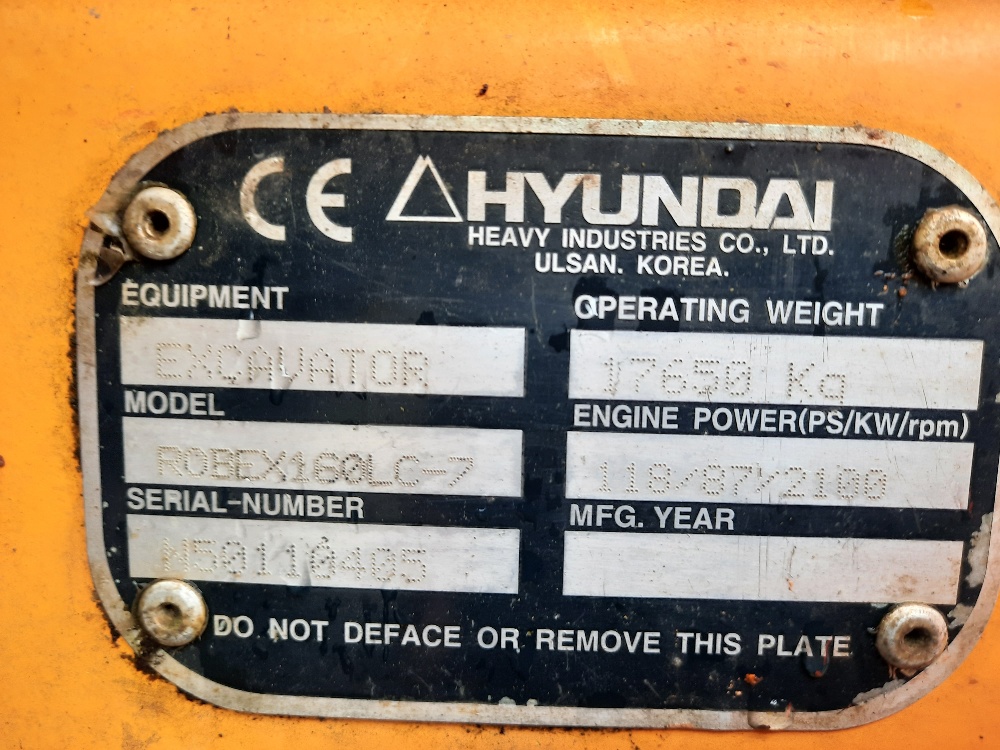 CE HYUNDAI
HEAVY INDUSTRIES CO., LTD.
ULSAN. KOREA.
EQUIPMENT
EXCAVATOR
MODEL
ROBEX160LC-7
SERIAL-NUMBER
N50110405
OPERATING WEIGHT
17650 Kg
ENGINE POWER(PS/KW/rpm)
118/87/2100
MFG. YEAR
DO NOT DEFACE OR REMOVE THIS PLATE